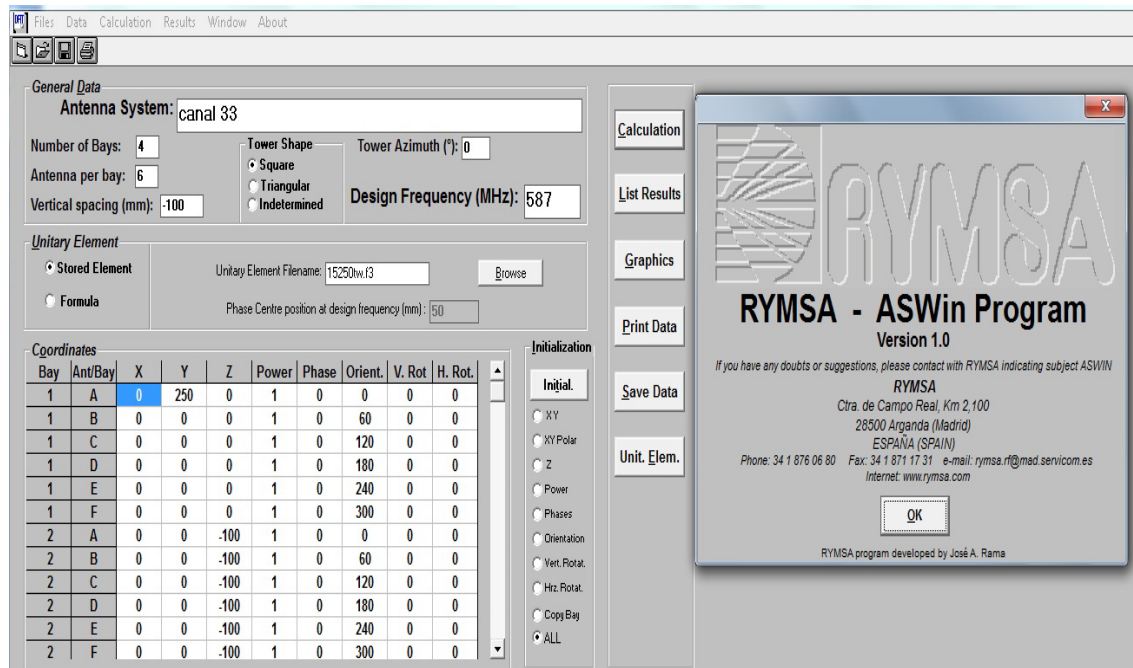 Files Data Calculation Results Window About
General Data
Antenna System: canal 33
Number of Bays: 4
Antenna per bay: 6
Vertical spacing (mm): -100
Tower Shape
Square
Triangular
Indetermined
Tower Azimuth (°): 0
Design Frequency (MHz): 587
Unitary Element
Stored Element
Formula
Unitary Element Filename: 15250tw.f3
Browse
Phase Centre position at design frequency (mm) : 50
Coordinates
Bay Ant/Bay X Y Z Power Phase Orient. V. Rot H. Rot.
1 A 0 250 0 1 0 0 0 0
1 B 0 0 0 1 0 60 0 0
1 C 0 0 0 1 0 120 0 0
1 D 0 0 0 1 0 180 0 0
1 E 0 0 0 1 0 240 0 0
1 F 0 0 0 1 0 300 0 0
2 A 0 0 -100 1 0 0 0 0
2 B 0 0 -100 1 0 60 0 0
2 C 0 0 -100 1 0 120 0 0
2 D 0 0 -100 1 0 180 0 0
2 E 0 0 -100 1 0 240 0 0
2 F 0 0 -100 1 0 300 0 0
Initialization
Initial.
X Y
XY Polar
Z
Power
Phases
Orientation
Vert. Rotat.
Hrz. Rotat.
Copy Bay
ALL
Calculation
List Results
Graphics
Print Data
Save Data
Unit. Elem.
RYMSA
RYMSA - ASWin Program
Version 1.0
If you have any doubts or suggestions, please contact with RYMSA indicating subject ASWIN
RYMSA
Ctra. de Campo Real, Km 2,100
28500 Arganda (Madrid)
ESPAÑA (SPAIN)
Phone: 34 1 876 06 80 Fax: 34 1 871 17 31 e-mail: rymsa.rf@mad.servicom.es
Internet: www.rymsa.com
OK
RYMSA program developed by José A. Rama